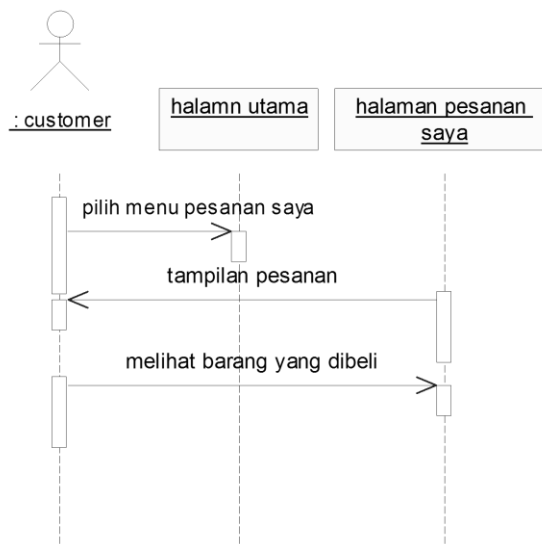 : customer
halamn utama
halaman pesanan
saya
pilih menu pesanan saya
tampilan pesanan
melihat barang yang dibeli